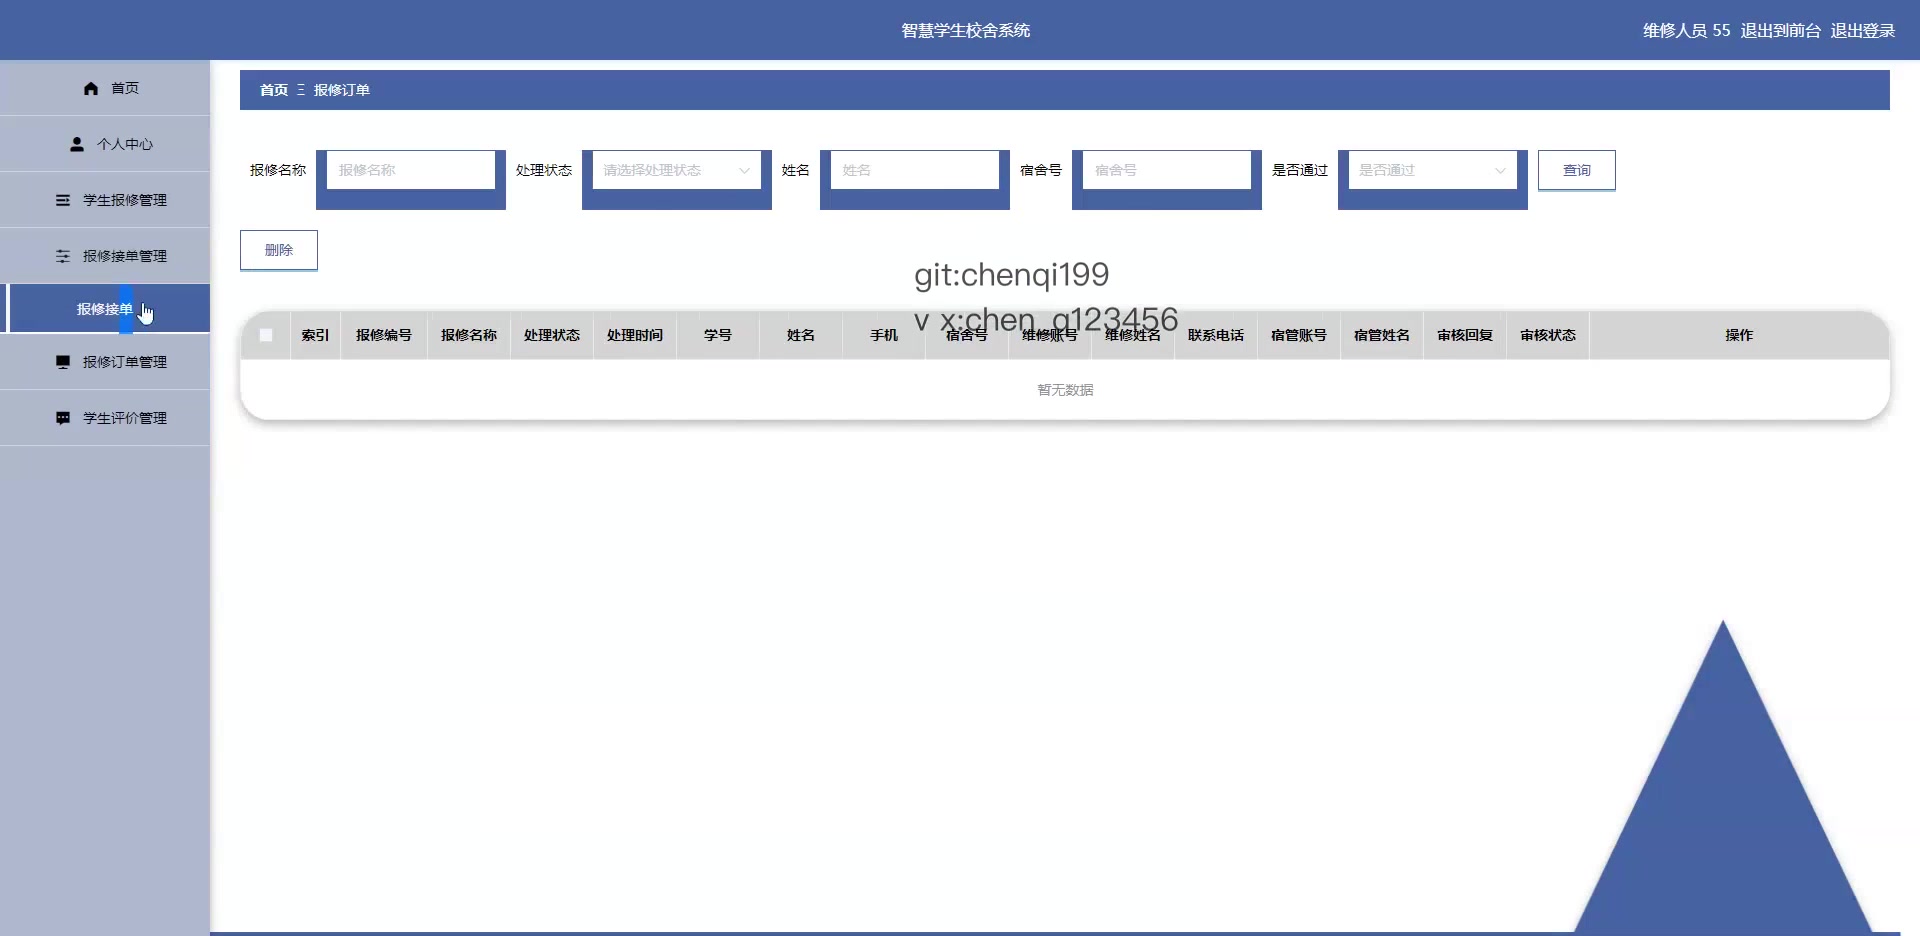 智慧学生校舍系统
维修人员 55 退出到前台 退出登录
首页
个人中心
学生报修管理
报修接单管理
报修接单
报修订单管理
学生评价管理
首页 Ξ 报修订单
报修名称 报修名称 处理状态 请选择处理状态 姓名 姓名 宿舍号 宿舍号 是否通过 是否通过 查询
删除
git:chenqi199
v x:chen_q123456
索引 报修编号 报修名称 处理状态 处理时间 学号 姓名 手机 宿舍号 维修账号 维修姓名 联系电话 宿管账号 宿管姓名 审核回复 审核状态 操作
暂无数据